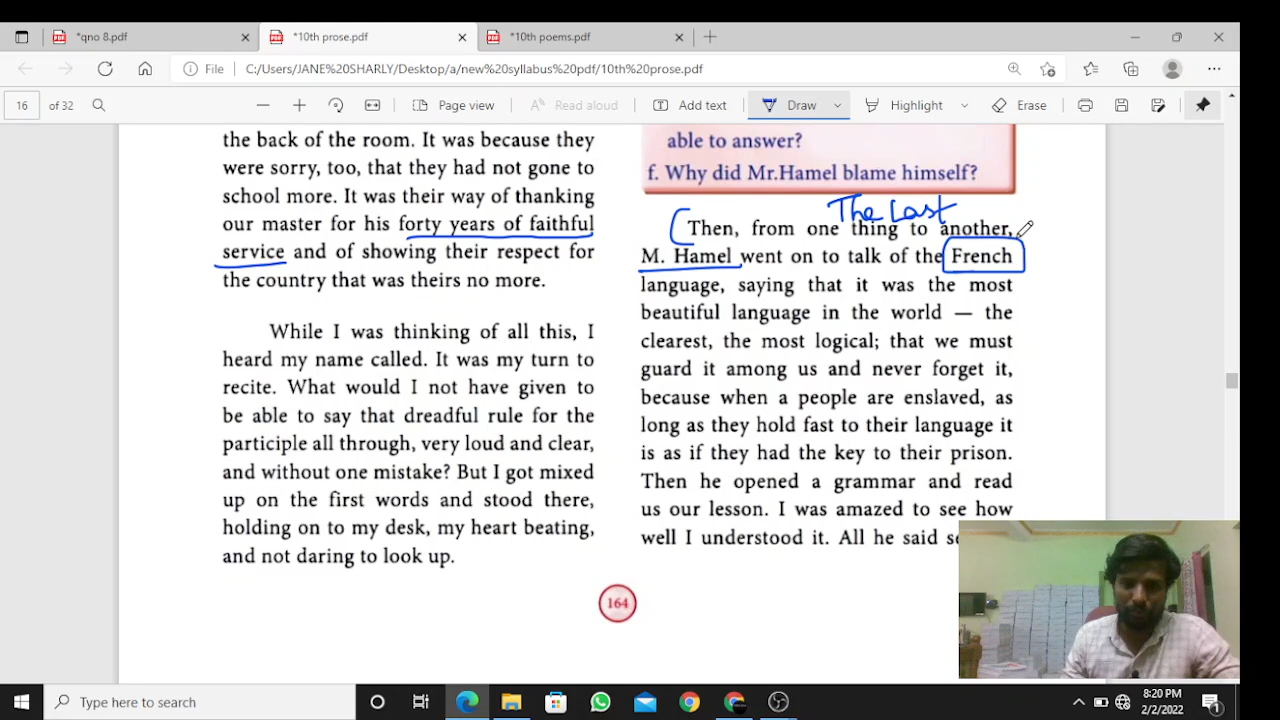 *qno 8.pdf
*10th prose.pdf
*10th poems.pdf
File
C:/Users/JANE%20SHARLY/Desktop/a/new%20syllabus%20pdf/10th%20prose.pdf
16 of 32
Page view
Read aloud
Add text
Draw
Highlight
Erase
the back of the room. It was because they
were sorry, too, that they had not gone to
school more. It was their way of thanking
our master for his forty years of faithful
service and of showing their respect for
the country that was theirs no more.
While I was thinking of all this, I
heard my name called. It was my turn to
recite. What would I not have given to
be able to say that dreadful rule for the
participle all through, very loud and clear,
and without one mistake? But I got mixed
up on the first words and stood there,
holding on to my desk, my heart beating,
and not daring to look up.
able to answer?
f. Why did Mr.Hamel blame himself?
The Last
Then, from one thing to another,
M. Hamel went on to talk of the French
language, saying that it was the most
beautiful language in the world — the
clearest, the most logical; that we must
guard it among us and never forget it,
because when a people are enslaved, as
long as they hold fast to their language it
is as if they had the key to their prison.
Then he opened a grammar and read
us our lesson. I was amazed to see how
well I understood it. All he said
164
Type here to search
8:20 PM
2/2/2022